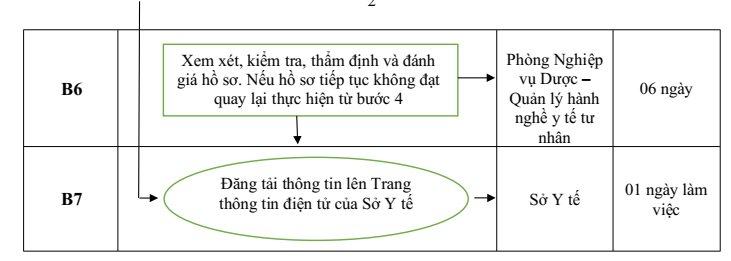 2
B6
Xem xét, kiểm tra, thẩm định và đánh
giá hồ sơ. Nếu hồ sơ tiếp tục không đạt
quay lại thực hiện từ bước 4
Phòng Nghiệp
vụ Dược –
Quản lý hành
nghề y tế tư
nhân
06 ngày
B7
Đăng tải thông tin lên Trang
thông tin điện tử của Sở Y tế
Sở Y tế
01 ngày làm
việc